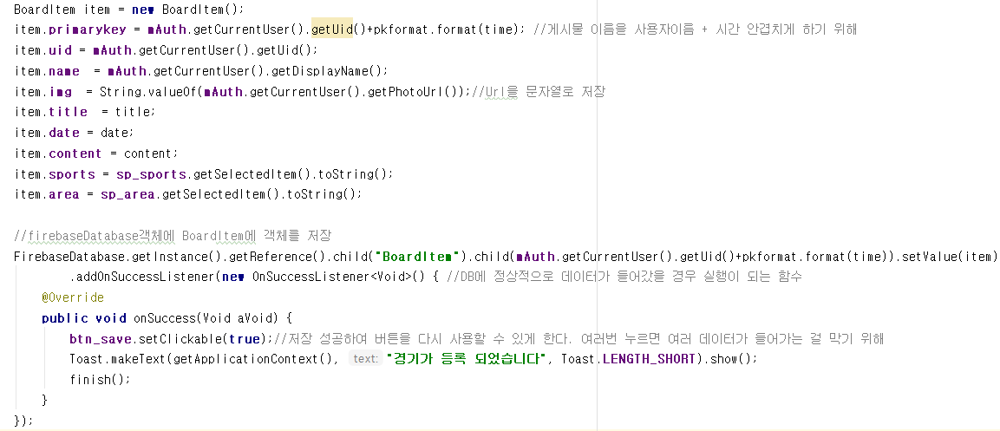 BoardItem item = new BoardItem();
item.primarykey = mAuth.getCurrentUser().getUid()+pkformat.format(time); //게시물 이름을 사용자이름 + 시간 안겹치게 하기 위해
item.uid = mAuth.getCurrentUser().getUid();
item.name  = mAuth.getCurrentUser().getDisplayName();
item.img  = String.valueOf(mAuth.getCurrentUser().getPhotoUrl());//Url을 문자열로 저장
item.title  = title;
item.date = date;
item.content = content;
item.sports = sp_sports.getSelectedItem().toString();
item.area = sp_area.getSelectedItem().toString();
//firebaseDatabase객체에 BoardItem에 객체를 저장
FirebaseDatabase.getInstance().getReference().child("BoardItem").child(mAuth.getCurrentUser().getUid()+pkformat.format(time)).setValue(item)
.addOnSuccessListener(new OnSuccessListener<Void>() { //DB에 정상적으로 데이터가 들어갔을 경우 실행이 되는 함수
@Override
public void onSuccess(Void aVoid) {
btn_save.setClickable(true);//저장 성공하여 버튼을 다시 사용할 수 있게 한다. 여러번 누르면 여러 데이터가 들어가는 걸 막기 위해
Toast.makeText(getApplicationContext(), text: "경기가 등록 되었습니다", Toast.LENGTH_SHORT).show();
finish();
}
});